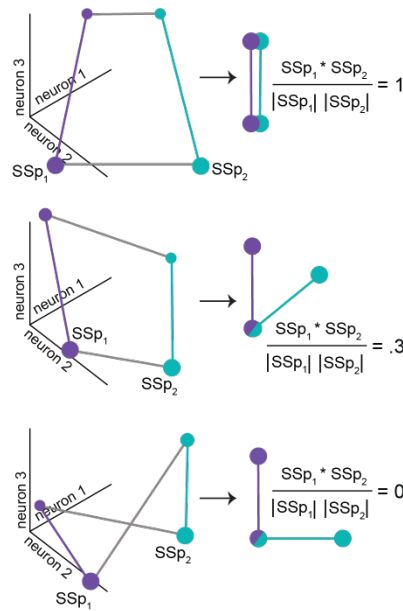 neuron 3
neuron 1
neuron 2
SSp₁
SSp₂
SSp₁ * SSp₂
|SSp₁| |SSp₂|
= 1
neuron 3
neuron 1
neuron 2
SSp₁
SSp₂
SSp₁ * SSp₂
|SSp₁| |SSp₂|
= .3
neuron 3
neuron 1
neuron 2
SSp₁
SSp₂
SSp₁ * SSp₂
|SSp₁| |SSp₂|
= 0